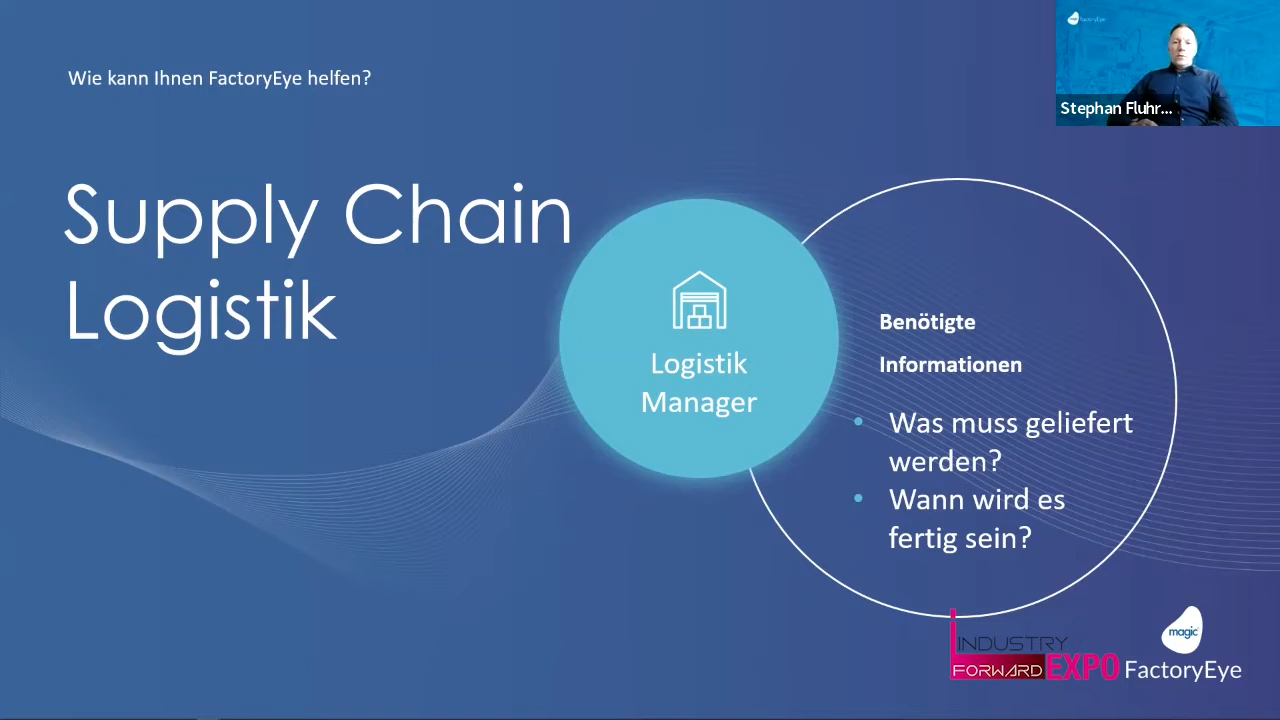 Wie kann Ihnen FactoryEye helfen?
Stephan Fluhr...
Supply Chain
Logistik
Logistik
Manager
Benötigte
Informationen
• Was muss geliefert
werden?
• Wann wird es
fertig sein?
INDUSTRY
FORWARD EXPO
magic
FactoryEye